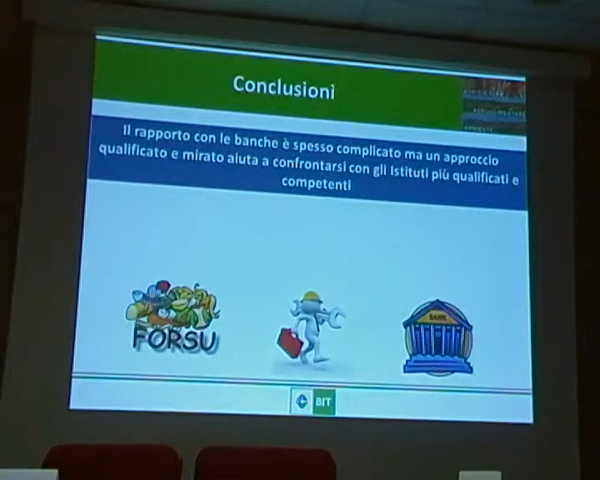 Conclusioni
Il rapporto con le banche è spesso complicato ma un approccio
qualificato e mirato aiuta a confrontarsi con gli Istituti più qualificati e
competenti
FORSU
BANK
BIT